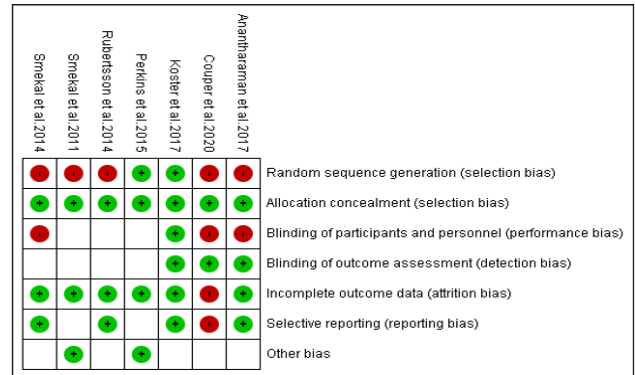 Smekal et al.2014
Smekal et al.2011
Rubertsson et al.2014
Perkins et al.2015
Koster et al.2017
Couper et al.2020
Anantharaman et al.2017
- - - + + - - Random sequence generation (selection bias)
+ + + + + + + Allocation concealment (selection bias)
- + - - Blinding of participants and personnel (performance bias)
+ + + Blinding of outcome assessment (detection bias)
+ + + + + - + Incomplete outcome data (attrition bias)
+ + + - + Selective reporting (reporting bias)
+ + Other bias